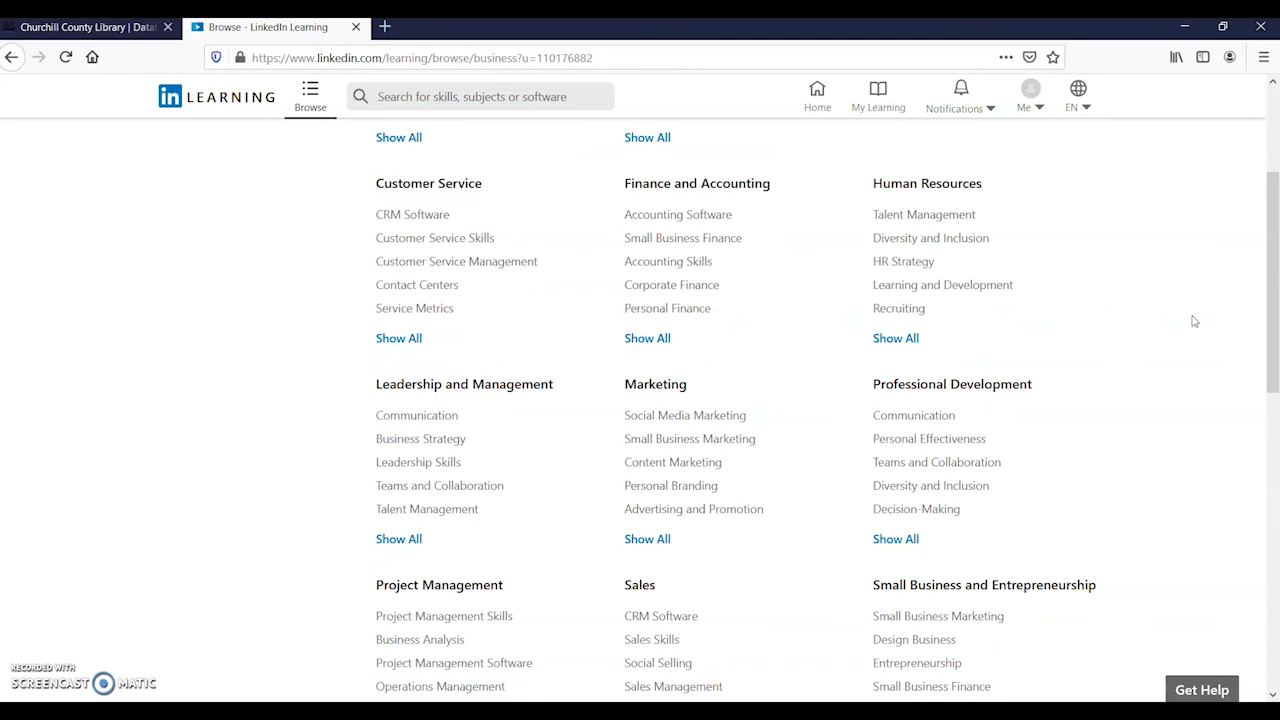 Churchill County Library | Datab
Browse - LinkedIn Learning
https://www.linkedin.com/learning/browse/business?u=110176882
in LEARNING
Browse
Search for skills, subjects or software
Home
My Learning
Notifications
Me
EN
Show All
Show All
Customer Service
Finance and Accounting
Human Resources
CRM Software
Accounting Software
Talent Management
Customer Service Skills
Small Business Finance
Diversity and Inclusion
Customer Service Management
Accounting Skills
HR Strategy
Contact Centers
Corporate Finance
Learning and Development
Service Metrics
Personal Finance
Recruiting
Show All
Show All
Show All
Leadership and Management
Marketing
Professional Development
Communication
Social Media Marketing
Communication
Business Strategy
Small Business Marketing
Personal Effectiveness
Leadership Skills
Content Marketing
Teams and Collaboration
Teams and Collaboration
Personal Branding
Diversity and Inclusion
Talent Management
Advertising and Promotion
Decision-Making
Show All
Show All
Show All
Project Management
Sales
Small Business and Entrepreneurship
Project Management Skills
CRM Software
Small Business Marketing
Business Analysis
Sales Skills
Design Business
Project Management Software
Social Selling
Entrepreneurship
Operations Management
Sales Management
Small Business Finance
RECORDED WITH
SCREENCAST MATIC
Get Help